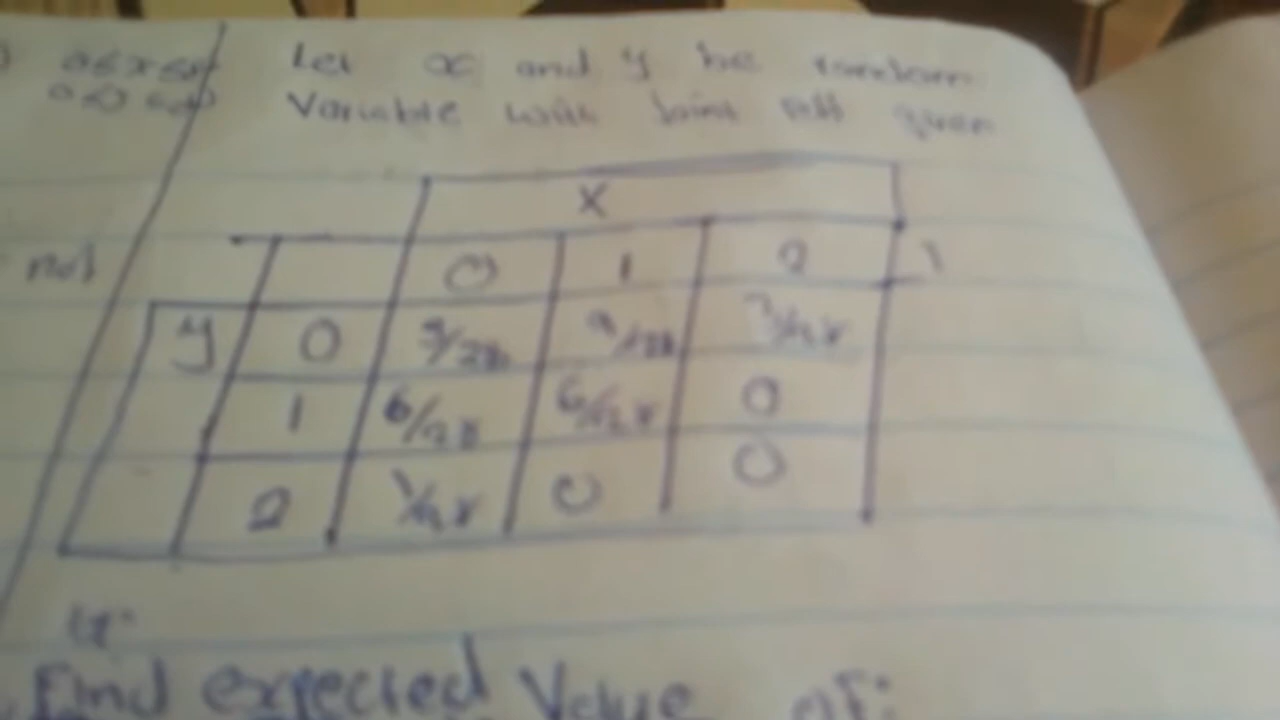 Let x and y be random
Variable with Joint Pdf given
not
X
0 1 2
y 0 /28 9/28 3/28
1 6/28 6/28 0
2 1/28 0 0
Find expected Value of: